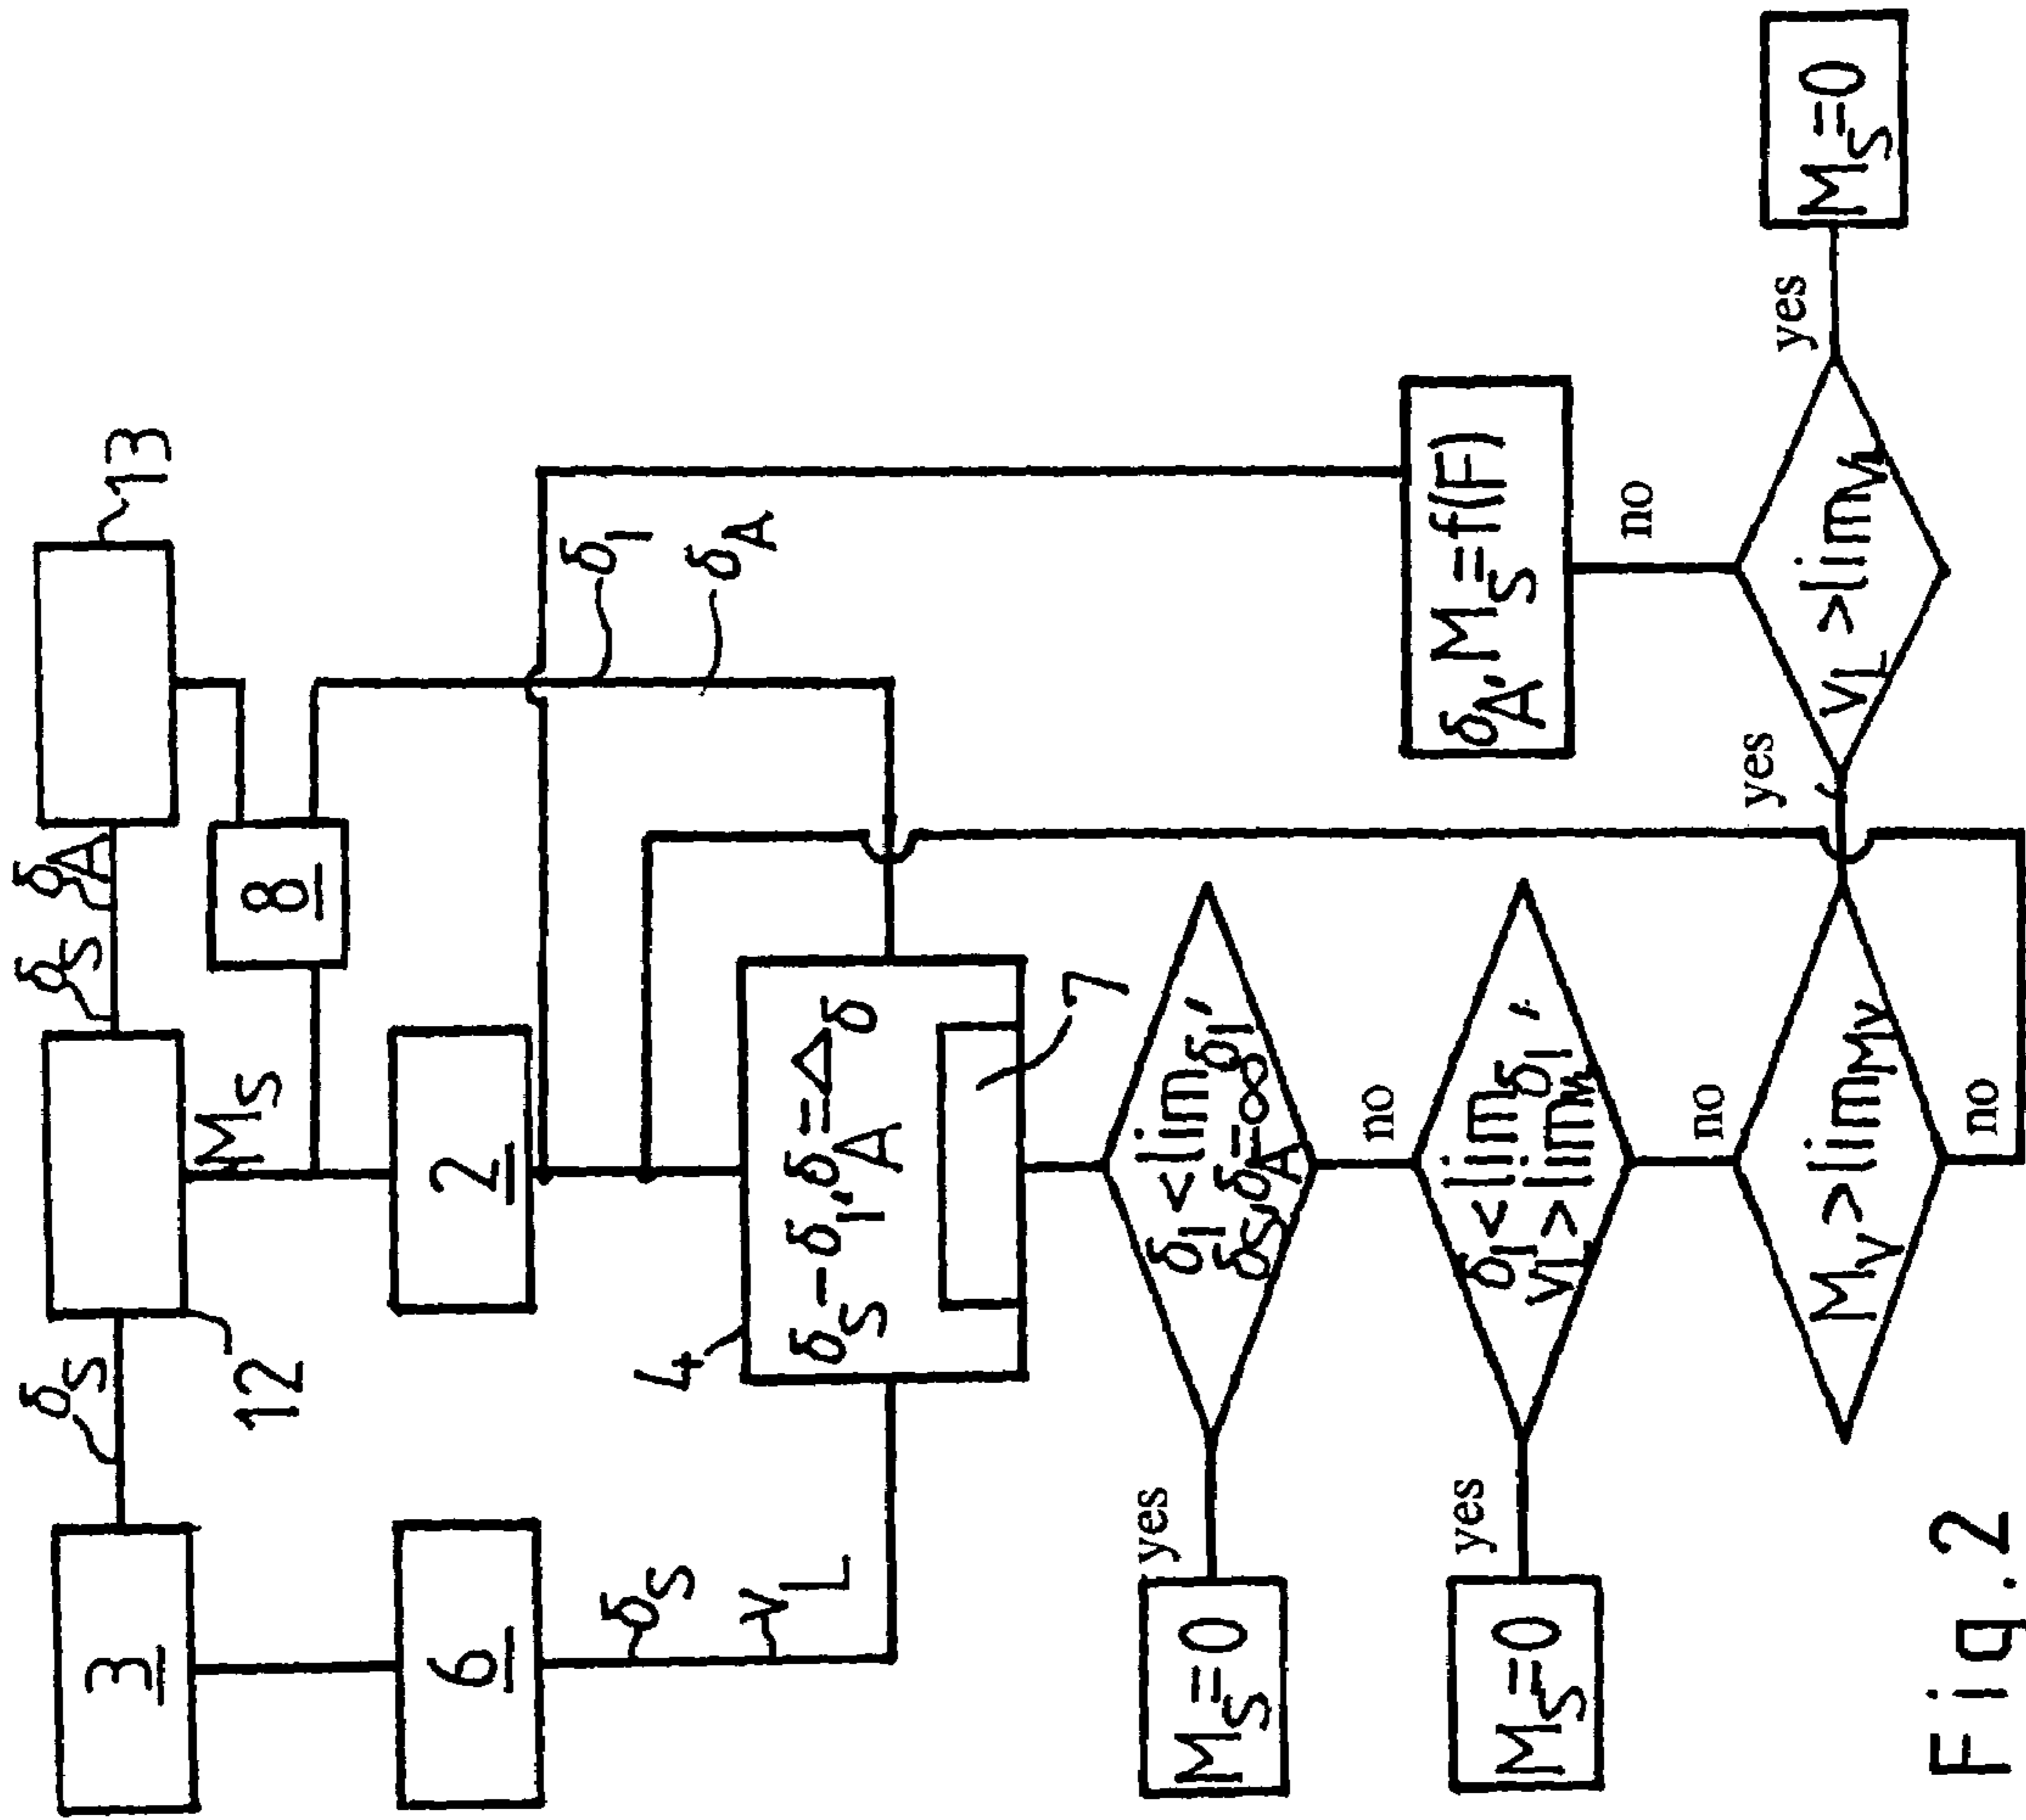 δS
δS
δA
13
3
12
MS
8
6
2
δS
vL
4
δS-δI,δA=Δδ
7
δI
δA
yes
MS=0
δI<limδI,
δS,δA=∞
no
yes
MS=0
δI<limδI,
vL>limvL
no
δA,MS=f(F)
no
Mv>limMv
yes
vL>limvL
yes
MS=0
no
Fig.2